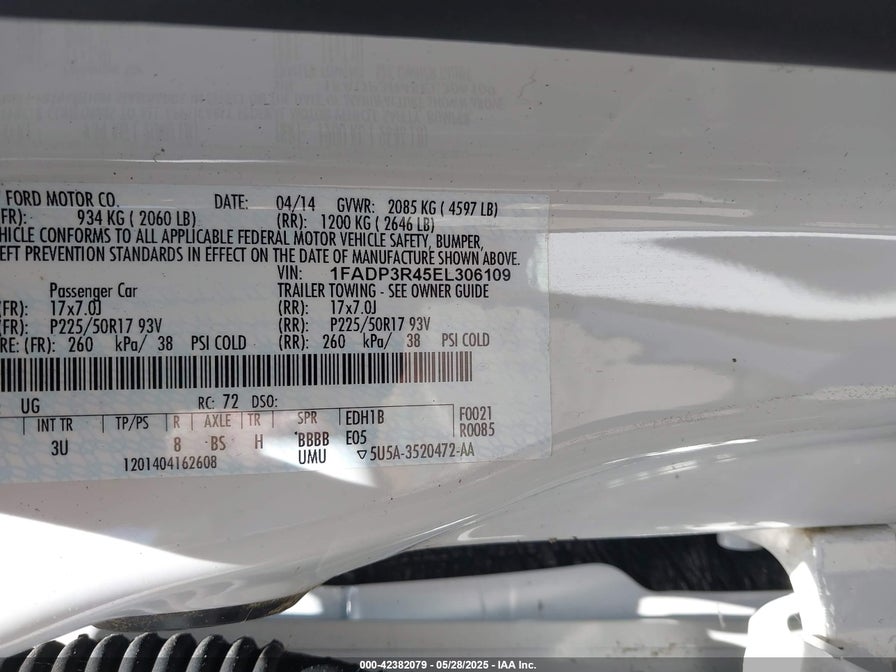 FORD MOTOR CO. DATE: 04/14 GVWR: 2085 KG ( 4597 LB)
(FR): 934 KG ( 2060 LB) (RR): 1200 KG ( 2646 LB)
HICLE CONFORMS TO ALL APPLICABLE FEDERAL MOTOR VEHICLE SAFETY, BUMPER,
EFT PREVENTION STANDARDS IN EFFECT ON THE DATE OF MANUFACTURE SHOWN ABOVE.
VIN: 1FADP3R45EL306109
Passenger Car TRAILER TOWING - SEE OWNER GUIDE
(FR): 17x7.0J (RR): 17x7.0J
(FR): P225/50R17 93V (RR): P225/50R17 93V
RE: (FR): 260 kPa/ 38 PSI COLD (RR): 260 kPa/ 38 PSI COLD
: UG RC: 72 DSO:
INT TR TP/PS R AXLE TR SPR EDH1B F0021
3U 8 BS H BBBB E05 R0085
1201404162608 UMU ▽5U5A-3520472-AA
000-42382079 - 05/28/2025 - IAA Inc.